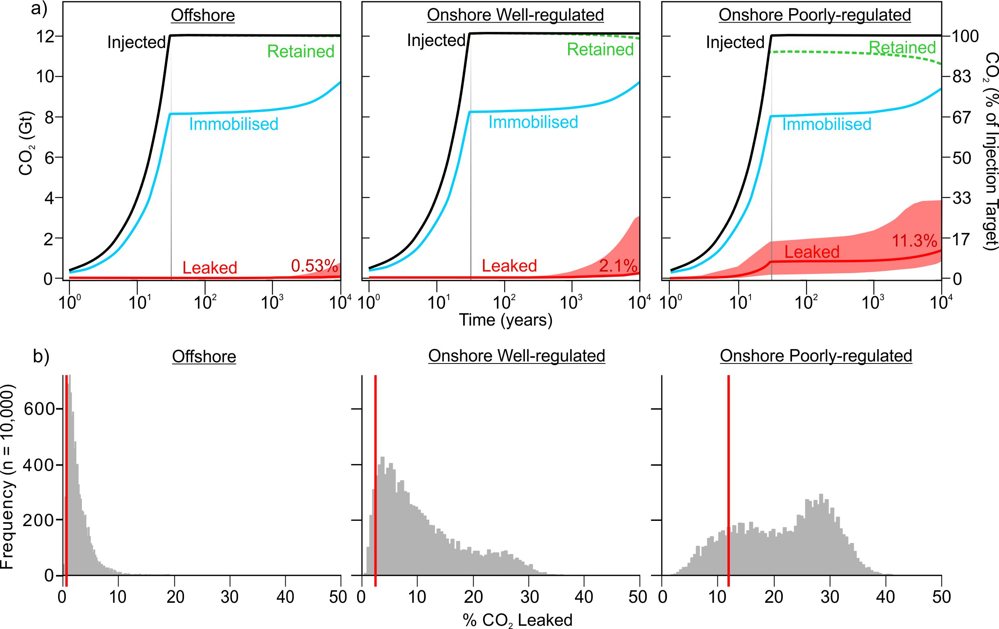 a)
Offshore
Onshore Well-regulated
Onshore Poorly-regulated
CO₂ (Gt)
12
10
8
6
4
2
0
Injected
Retained
Immobilised
Leaked
0.53%
10⁰ 10¹ 10² 10³ 10⁴
Injected
Retained
Immobilised
Leaked
2.1%
10⁰ 10¹ 10² 10³ 10⁴
Injected
Retained
Immobilised
Leaked
11.3%
10⁰ 10¹ 10² 10³ 10⁴
100
83
67
50
33
17
0
CO₂ (% of Injection Target)
Time (years)
b)
Offshore
Onshore Well-regulated
Onshore Poorly-regulated
Frequency (n = 10,000)
600
400
200
0
0 10 20 30 40 50
0 10 20 30 40 50
0 10 20 30 40 50
% CO₂ Leaked